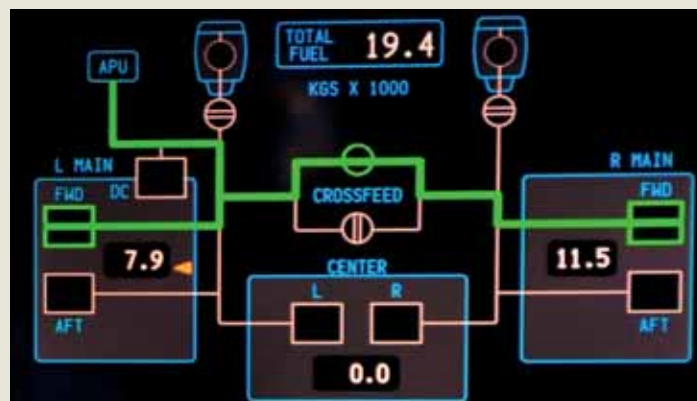 TOTAL
FUEL
19.4
KGS X 1000
APU
L MAIN
R MAIN
FWD
DC
FWD
CROSSFEED
7.9
11.5
CENTER
L
R
AFT
AFT
0.0